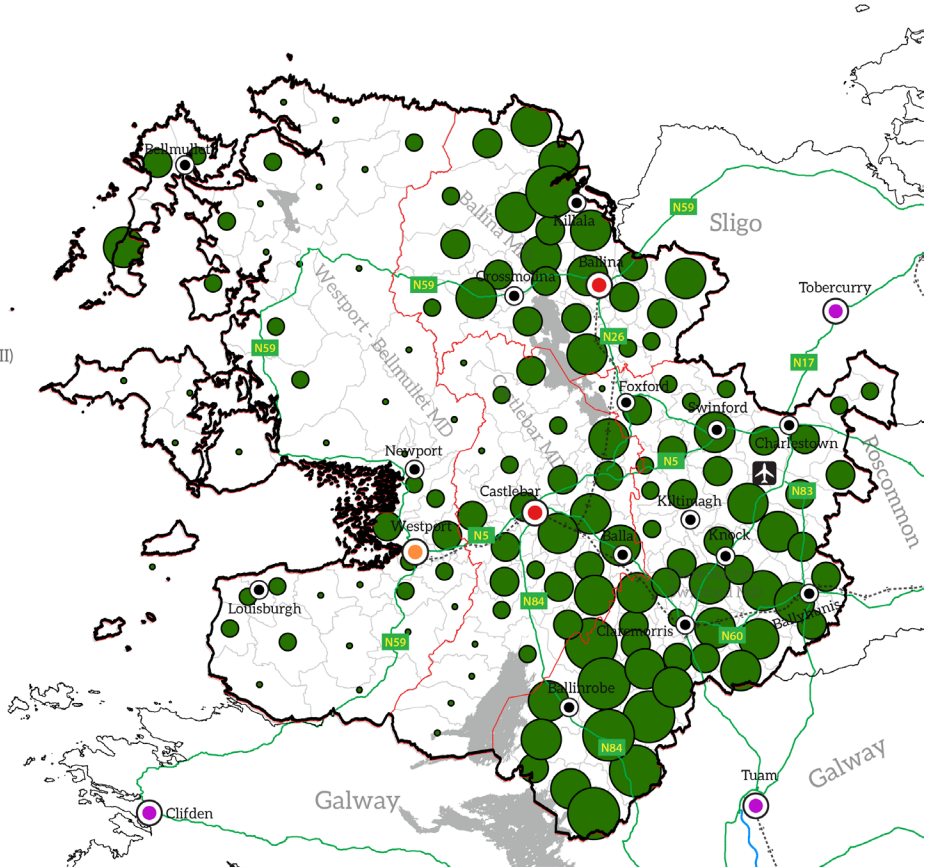 Bellmullet
N59
Sligo
Ballina M
Killala
Ballina
Crossmolina
N59
Tobercurry
Westport - Bellmullet MD
N26
N59
II)
N17
Castlebar MD
Foxford
Swinford
Charlestown
Roscommon
Newport
N5
Castlebar
Kiltimagh
N83
Westport
N5
Balla
Knock
Louisburgh
N84
Claremorris
N60
Ballyhaunis
N59
Ballinrobe
N84
Galway
Tuam
Galway
Clifden